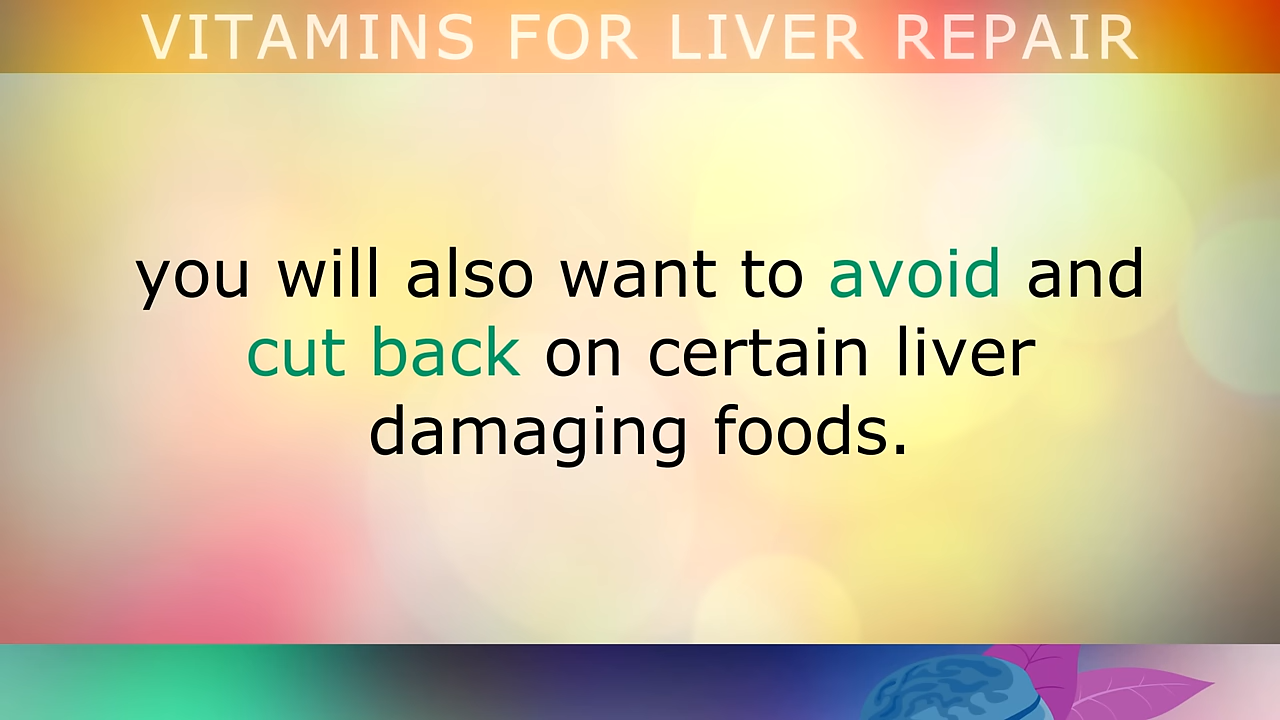 VITAMINS FOR LIVER REPAIR
you will also want to avoid and
cut back on certain liver
damaging foods.